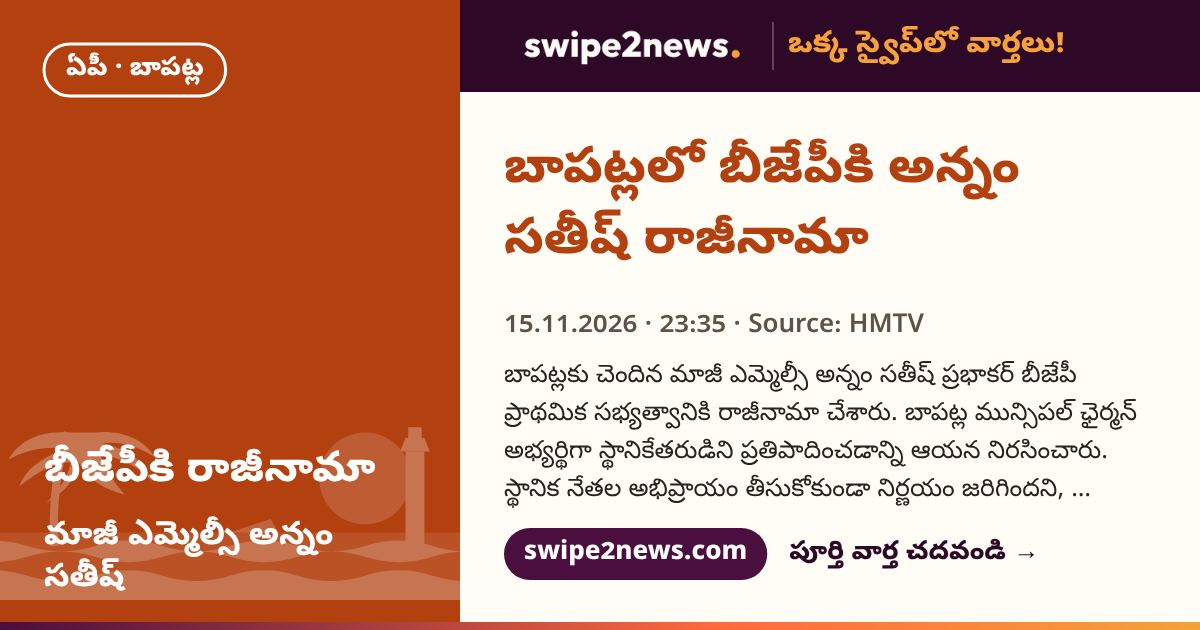 ఏపీ · బాపట్ల
బీజేపీకి రాజీనామా
మాజీ ఎమ్మెల్సీ అన్నం
సతీష్
swipe2news.
ఒక్క స్వైప్‌లో వార్తలు!
బాపట్లలో బీజేపీకి అన్నం
సతీష్ రాజీనామా
15.11.2026 · 23:35 · Source: HMTV
బాపట్లకు చెందిన మాజీ ఎమ్మెల్సీ అన్నం సతీష్ ప్రభాకర్ బీజేపీ
ప్రాథమిక సభ్యత్వానికి రాజీనామా చేశారు. బాపట్ల మున్సిపల్ ఛైర్మన్
అభ్యర్థిగా స్థానికేతరుడిని ప్రతిపాదించడాన్ని ఆయన నిరసించారు.
స్థానిక నేతల అభిప్రాయం తీసుకోకుండా నిర్ణయం జరిగిందని, ...
swipe2news.com
పూర్తి వార్త చదవండి →